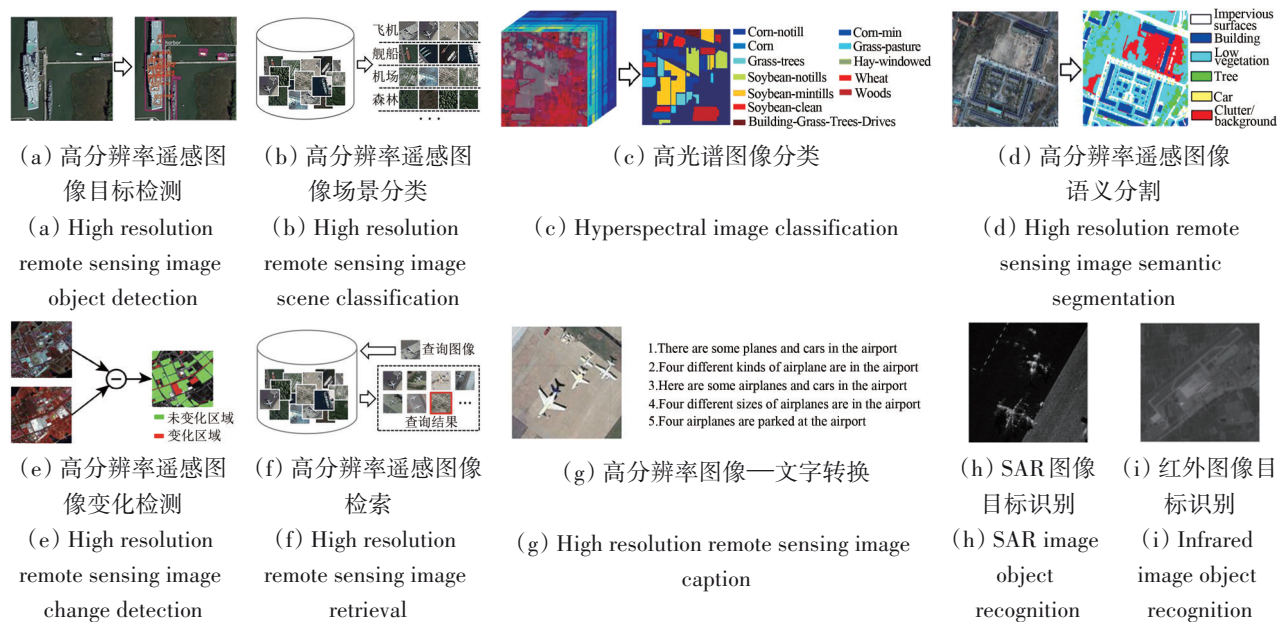 harbor
飞机
舰船
机场
森林
...
Corn-notill
Corn
Grass-trees
Soybean-notills
Soybean-mintills
Soybean-clean
Building-Grass-Trees-Drives
Corn-min
Grass-pasture
Hay-windowed
Wheat
Woods
Impervious
surfaces
Building
Low
vegetation
Tree
Car
Clutter/
background
(a)高分辨率遥感图
像目标检测
(a)High resolution
remote sensing image
object detection
(b)高分辨率遥感图
像场景分类
(b)High resolution
remote sensing image
scene classification
(c)高光谱图像分类
(c)Hyperspectral image classification
(d)高分辨率遥感图像
语义分割
(d)High resolution remote
sensing image semantic
segmentation
未变化区域
变化区域
查询图像
...
查询结果
1.There are some planes and cars in the airport
2.Four different kinds of airplane are in the airport
3.Here are some airplanes and cars in the airport
4.Four different sizes of airplanes are in the airport
5.Four airplanes are parked at the airport
(e)高分辨率遥感图
像变化检测
(e)High resolution
remote sensing image
change detection
(f)高分辨率遥感图像
检索
(f)High resolution
remote sensing image
retrieval
(g)高分辨率图像—文字转换
(g)High resolution remote sensing image
caption
(h)SAR图像
目标识别
(h)SAR image
object
recognition
(i)红外图像目
标识别
(i)Infrared
image object
recognition